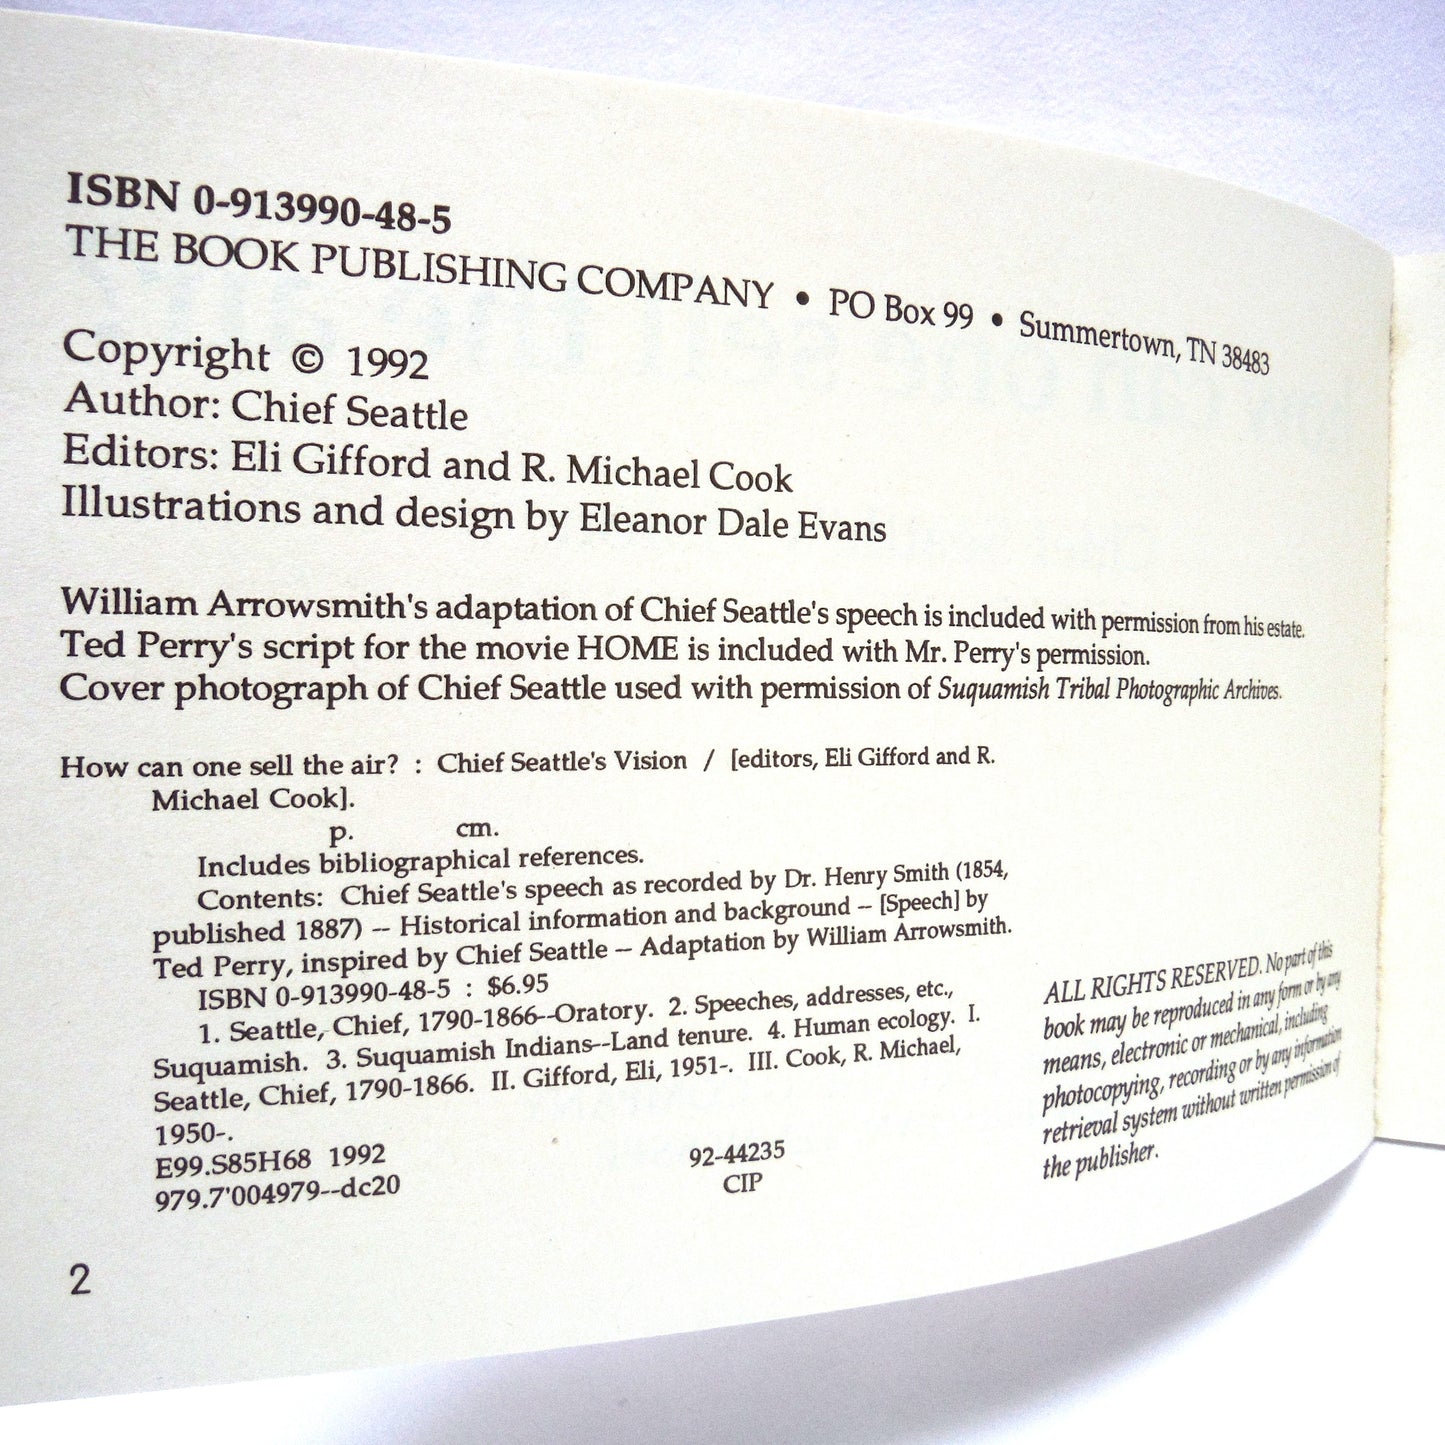 ISBN 0-913990-48-5
THE BOOK PUBLISHING COMPANY • PO Box 99 • Summertown, TN 38483
Copyright © 1992
Author: Chief Seattle
Editors: Eli Gifford and R. Michael Cook
Illustrations and design by Eleanor Dale Evans
William Arrowsmith's adaptation of Chief Seattle's speech is included with permission from his estate.
Ted Perry's script for the movie HOME is included with Mr. Perry's permission.
Cover photograph of Chief Seattle used with permission of Suquamish Tribal Photographic Archives.
How can one sell the air? : Chief Seattle's Vision / [editors, Eli Gifford and R.
Michael Cook].
p. cm.
Includes bibliographical references.
Contents: Chief Seattle's speech as recorded by Dr. Henry Smith (1854,
published 1887) -- Historical information and background -- [Speech] by
Ted Perry, inspired by Chief Seattle -- Adaptation by William Arrowsmith.
ISBN 0-913990-48-5 : $6.95
1. Seattle, Chief, 1790-1866--Oratory. 2. Speeches, addresses, etc.,
Suquamish. 3. Suquamish Indians--Land tenure. 4. Human ecology. I.
Seattle, Chief, 1790-1866. II. Gifford, Eli, 1951-. III. Cook, R. Michael,
1950-.
E99.S85H68 1992
979.7'004979--dc20
92-44235
CIP
ALL RIGHTS RESERVED. No part of this
book may be reproduced in any form or by any
means, electronic or mechanical, including
photocopying, recording or by any information
retrieval system without written permission of
the publisher.
2